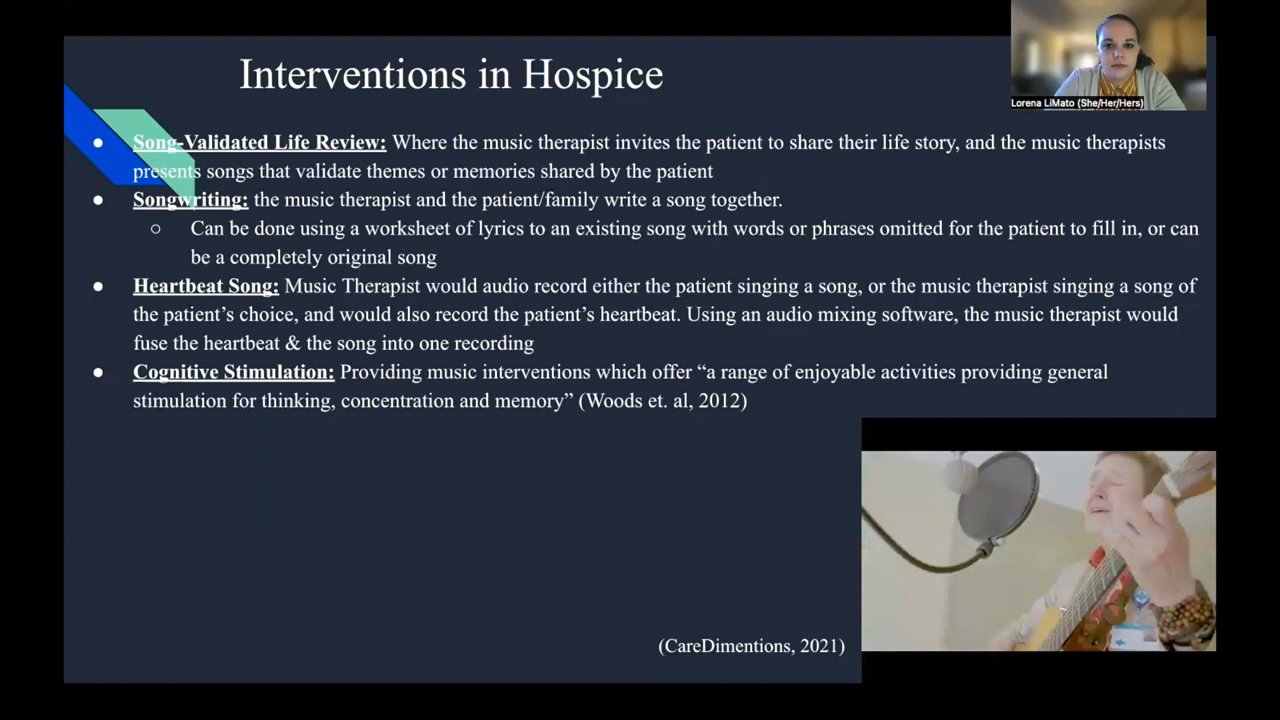 Interventions in Hospice
Lorena LiMato (She/Her/Hers)
● Song-Validated Life Review: Where the music therapist invites the patient to share their life story, and the music therapists
presents songs that validate themes or memories shared by the patient
● Songwriting: the music therapist and the patient/family write a song together.
○ Can be done using a worksheet of lyrics to an existing song with words or phrases omitted for the patient to fill in, or can
be a completely original song
● Heartbeat Song: Music Therapist would audio record either the patient singing a song, or the music therapist singing a song of
the patient’s choice, and would also record the patient’s heartbeat. Using an audio mixing software, the music therapist would
fuse the heartbeat & the song into one recording
● Cognitive Stimulation: Providing music interventions which offer “a range of enjoyable activities providing general
stimulation for thinking, concentration and memory” (Woods et. al, 2012)
(CareDimentions, 2021)